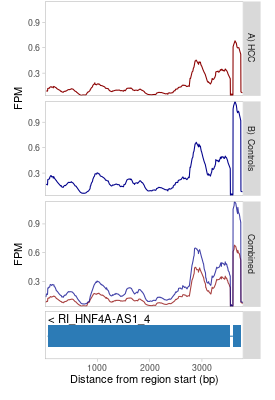 0.9
0.6
0.3
FPM
A) HCC
0.9
0.6
0.3
FPM
B) Controls
0.9
0.6
0.3
FPM
Combined
< RI_HNF4A-AS1_4
1000 2000 3000
Distance from region start (bp)